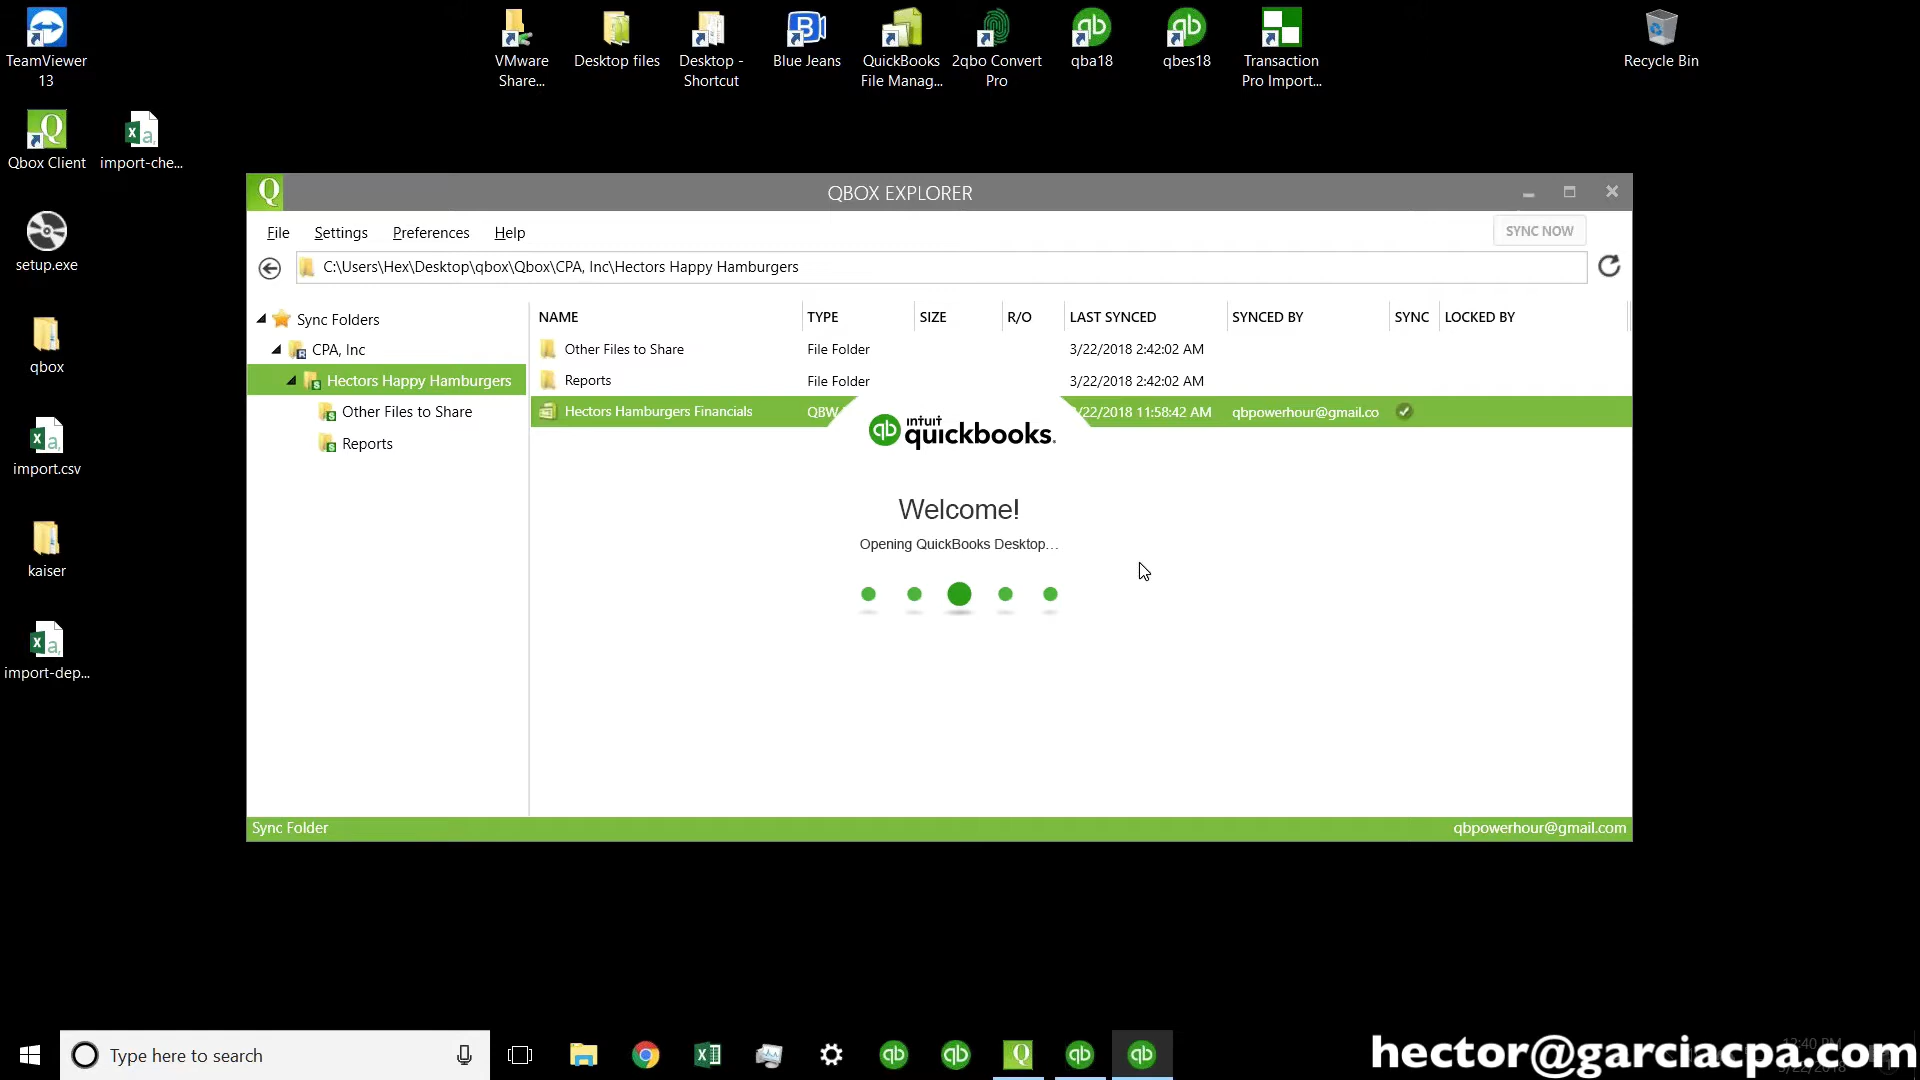 TeamViewer
13
VMware
Share...
Desktop files
Desktop -
Shortcut
Blue Jeans
QuickBooks
File Manag...
2qbo Convert
Pro
qba18
qbes18
Transaction
Pro Import...
Recycle Bin
Qbox Client
import-che...
setup.exe
qbox
import.csv
kaiser
import-dep...
QBOX EXPLORER
File Settings Preferences Help
SYNC NOW
C:\Users\Hex\Desktop\qbox\Qbox\CPA, Inc\Hectors Happy Hamburgers
Sync Folders
CPA, Inc
Hectors Happy Hamburgers
Other Files to Share
Reports
NAME TYPE SIZE R/O LAST SYNCED SYNCED BY SYNC LOCKED BY
Other Files to Share File Folder 3/22/2018 2:42:02 AM
Reports File Folder 3/22/2018 2:42:02 AM
Hectors Hamburgers Financials QBW /22/2018 11:58:42 AM qbpowerhour@gmail.co
qb intuit quickbooks.
Welcome!
Opening QuickBooks Desktop...
Sync Folder qbpowerhour@gmail.com
Type here to search
hector@garciacpa.com